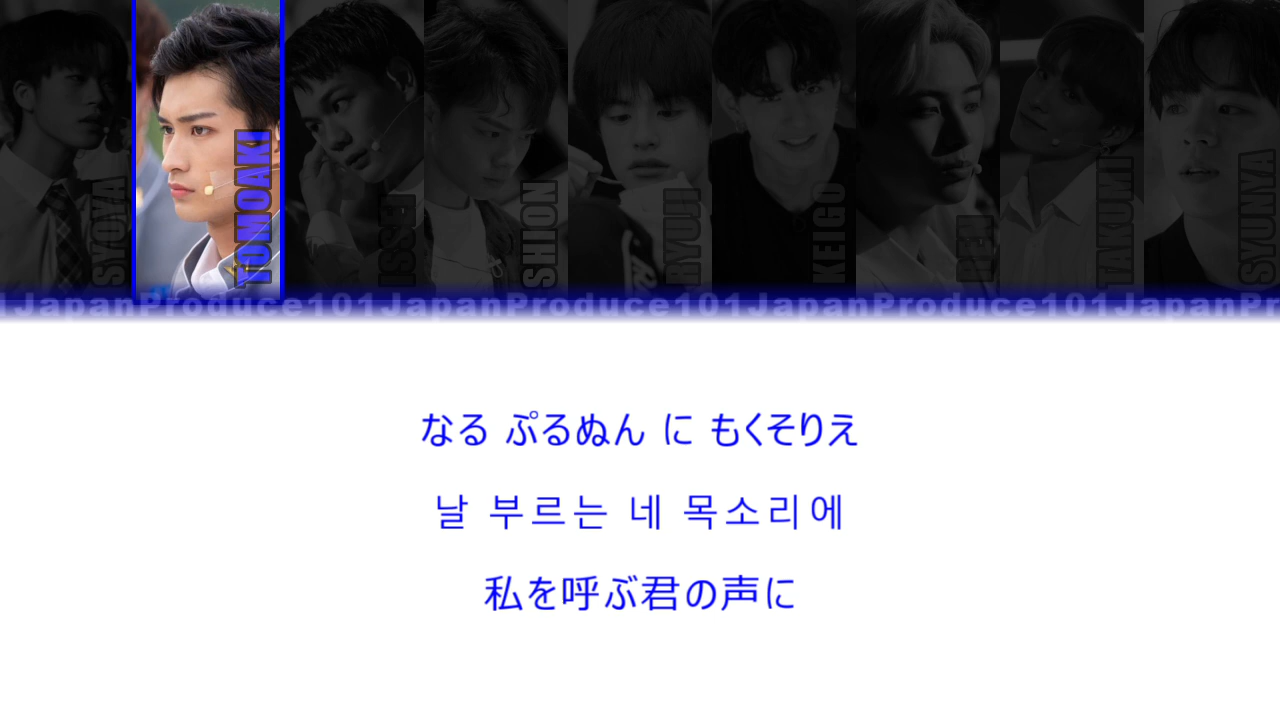 SYOYA
TOMOAKI
ISSEI
SHION
RYUJI
KEIGO
REN
TAKUMI
SYUNYA
JapanProduce101JapanProduce101JapanProduce101JapanPr
なる ぷるぬん に もくそりえ
날 부르는 네 목소리에
私を呼ぶ君の声に